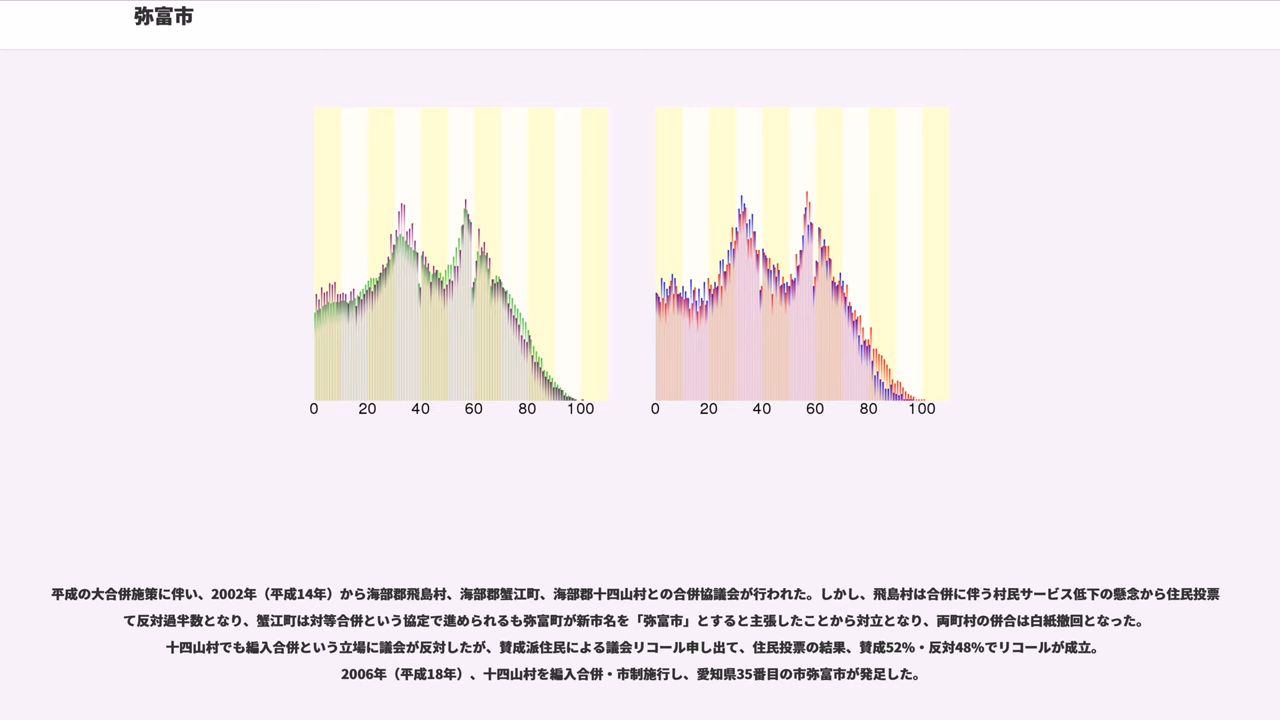 弥富市
0 20 40 60 80 100
0 20 40 60 80 100
平成の大合併施策に伴い、2002年（平成14年）から海部郡飛島村、海部郡蟹江町、海部郡十四山村との合併協議会が行われた。しかし、飛島村は合併に伴う村民サービス低下の懸念から住民投票
て反対過半数となり、蟹江町は対等合併という協定で進められるも弥富町が新市名を「弥富市」とすると主張したことから対立となり、両町村の併合は白紙撤回となった。
十四山村でも編入合併という立場に議会が反対したが、賛成派住民による議会リコール申し出て、住民投票の結果、賛成52%・反対48%でリコールが成立。
2006年（平成18年）、十四山村を編入合併・市制施行し、愛知県35番目の市弥富市が発足した。